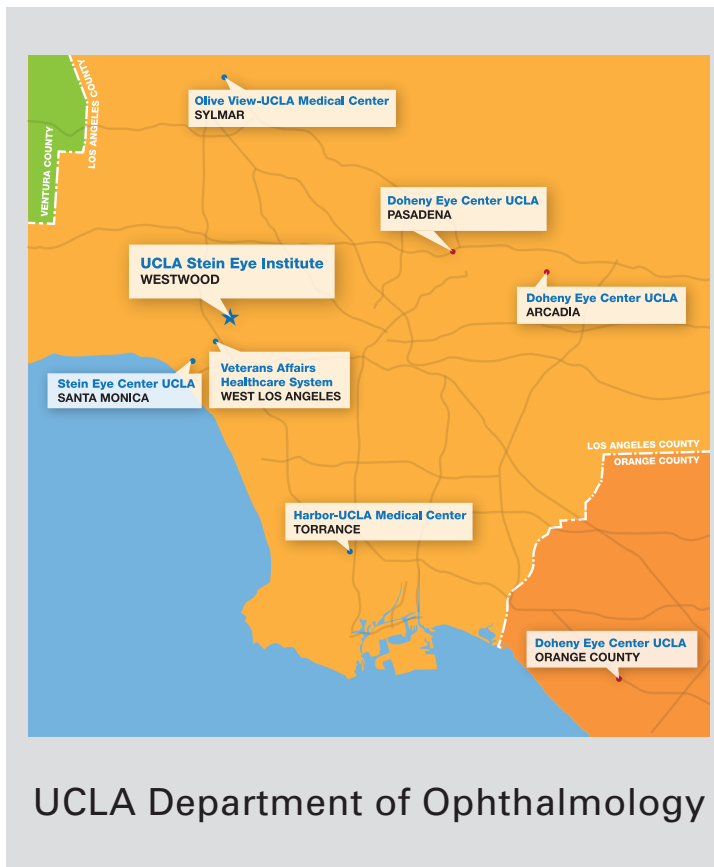 VENTURA COUNTY
LOS ANGELES COUNTY
Olive View-UCLA Medical Center
SYLMAR
Doheny Eye Center UCLA
PASADENA
UCLA Stein Eye Institute
WESTWOOD
Doheny Eye Center UCLA
ARCADIA
Veterans Affairs
Healthcare System
WEST LOS ANGELES
Stein Eye Center UCLA
SANTA MONICA
LOS ANGELES COUNTY
ORANGE COUNTY
Harbor-UCLA Medical Center
TORRANCE
Doheny Eye Center UCLA
ORANGE COUNTY
UCLA Department of Ophthalmology